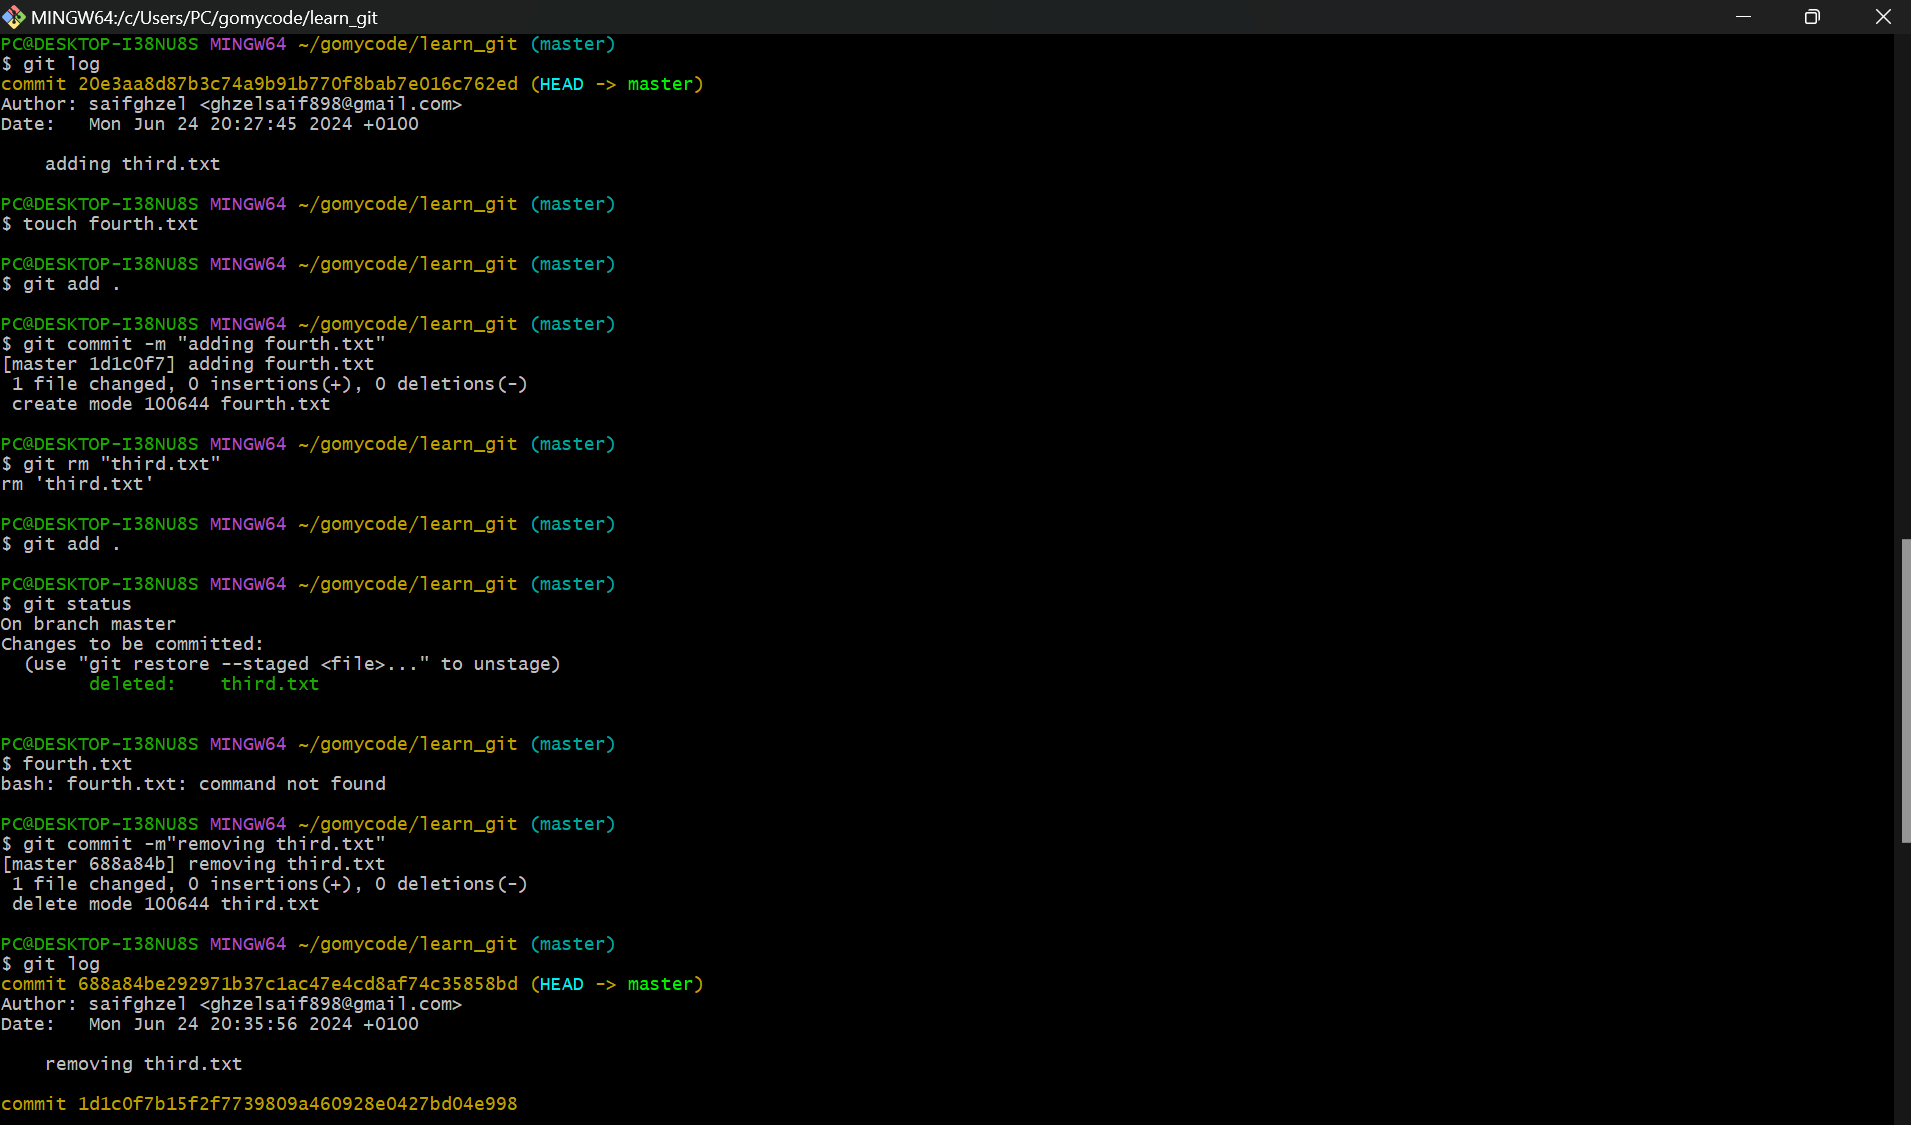 MINGW64:/c/Users/PC/gomycode/learn_git
PC@DESKTOP-I38NU8S MINGW64 ~/gomycode/learn_git (master)
$ git log
commit 20e3aa8d87b3c74a9b91b770f8bab7e016c762ed (HEAD -> master)
Author: saifghzel <ghzelsaif898@gmail.com>
Date:   Mon Jun 24 20:27:45 2024 +0100
    adding third.txt
PC@DESKTOP-I38NU8S MINGW64 ~/gomycode/learn_git (master)
$ touch fourth.txt
PC@DESKTOP-I38NU8S MINGW64 ~/gomycode/learn_git (master)
$ git add .
PC@DESKTOP-I38NU8S MINGW64 ~/gomycode/learn_git (master)
$ git commit -m "adding fourth.txt"
[master 1d1c0f7] adding fourth.txt
 1 file changed, 0 insertions(+), 0 deletions(-)
 create mode 100644 fourth.txt
PC@DESKTOP-I38NU8S MINGW64 ~/gomycode/learn_git (master)
$ git rm "third.txt"
rm 'third.txt'
PC@DESKTOP-I38NU8S MINGW64 ~/gomycode/learn_git (master)
$ git add .
PC@DESKTOP-I38NU8S MINGW64 ~/gomycode/learn_git (master)
$ git status
On branch master
Changes to be committed:
  (use "git restore --staged <file>..." to unstage)
        deleted:    third.txt
PC@DESKTOP-I38NU8S MINGW64 ~/gomycode/learn_git (master)
$ fourth.txt
bash: fourth.txt: command not found
PC@DESKTOP-I38NU8S MINGW64 ~/gomycode/learn_git (master)
$ git commit -m"removing third.txt"
[master 688a84b] removing third.txt
 1 file changed, 0 insertions(+), 0 deletions(-)
 delete mode 100644 third.txt
PC@DESKTOP-I38NU8S MINGW64 ~/gomycode/learn_git (master)
$ git log
commit 688a84be292971b37c1ac47e4cd8af74c35858bd (HEAD -> master)
Author: saifghzel <ghzelsaif898@gmail.com>
Date:   Mon Jun 24 20:35:56 2024 +0100
    removing third.txt
commit 1d1c0f7b15f2f7739809a460928e0427bd04e998